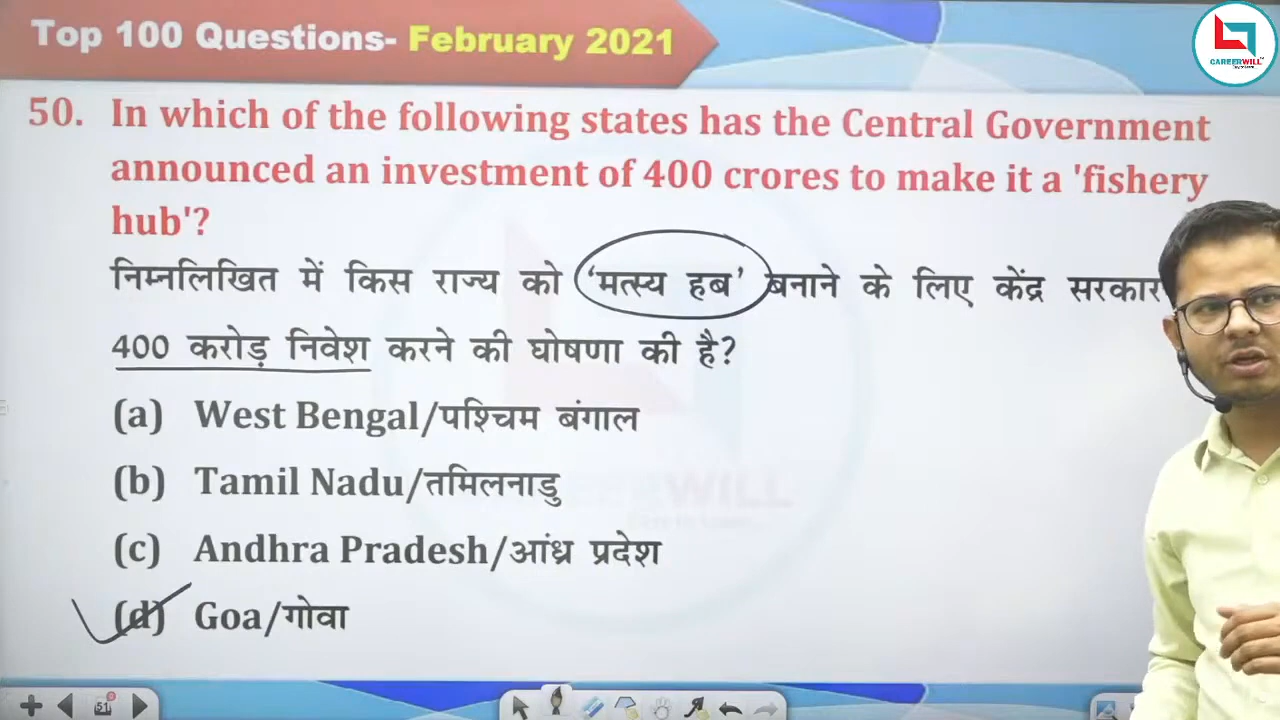 Top 100 Questions- February 2021
CAREERWILL
50. In which of the following states has the Central Government
announced an investment of 400 crores to make it a 'fishery
hub'?
निम्नलिखित में किस राज्य को 'मत्स्य हब' बनाने के लिए केंद्र सरकार
400 करोड़ निवेश करने की घोषणा की है?
(a) West Bengal/पश्चिम बंगाल
(b) Tamil Nadu/तमिलनाडु
(c) Andhra Pradesh/आंध्र प्रदेश
(d) Goa/गोवा
51